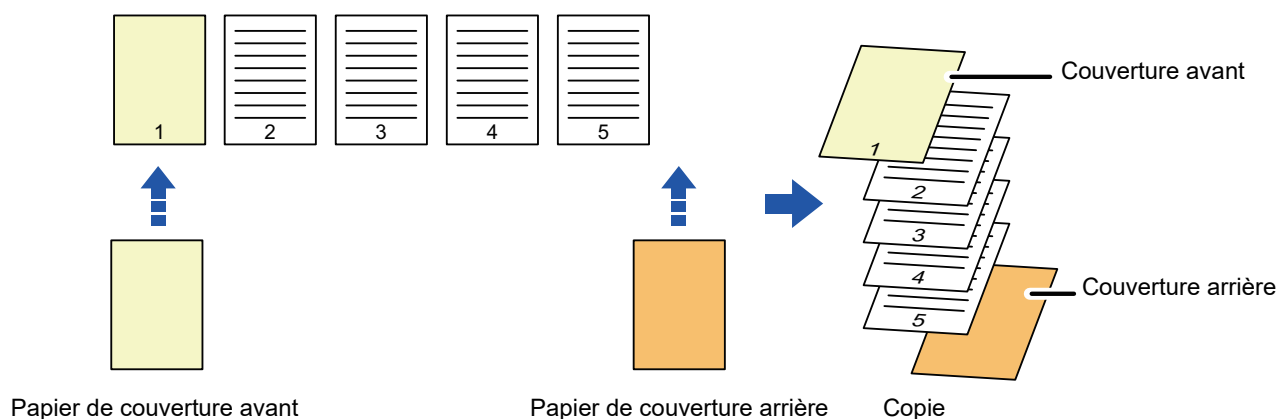 1 2 3 4 5
Couverture avant
1
2
3
4
5
Couverture arrière
Papier de couverture avant
Papier de couverture arrière
Copie